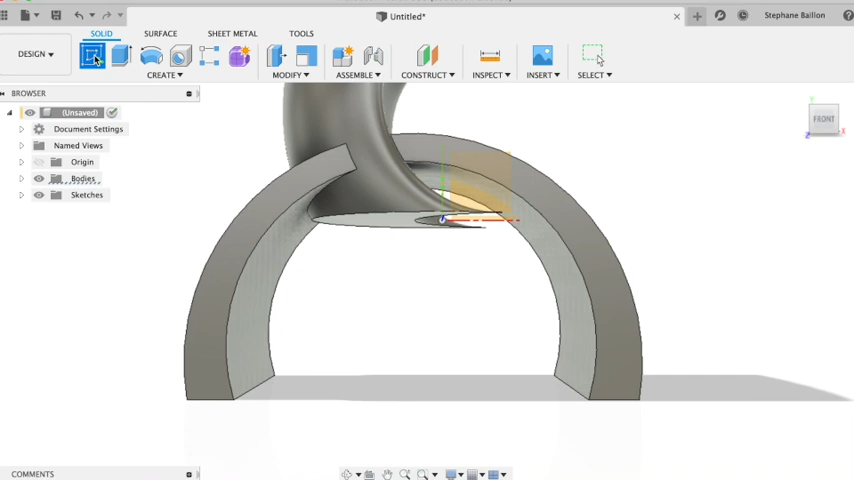 Untitled*
Stephane Baillon
DESIGN
SOLID
SURFACE
SHEET METAL
TOOLS
CREATE
MODIFY
ASSEMBLE
CONSTRUCT
INSPECT
INSERT
SELECT
BROWSER
(Unsaved)
Document Settings
Named Views
Origin
Bodies
Sketches
Y
FRONT
X
Z
COMMENTS